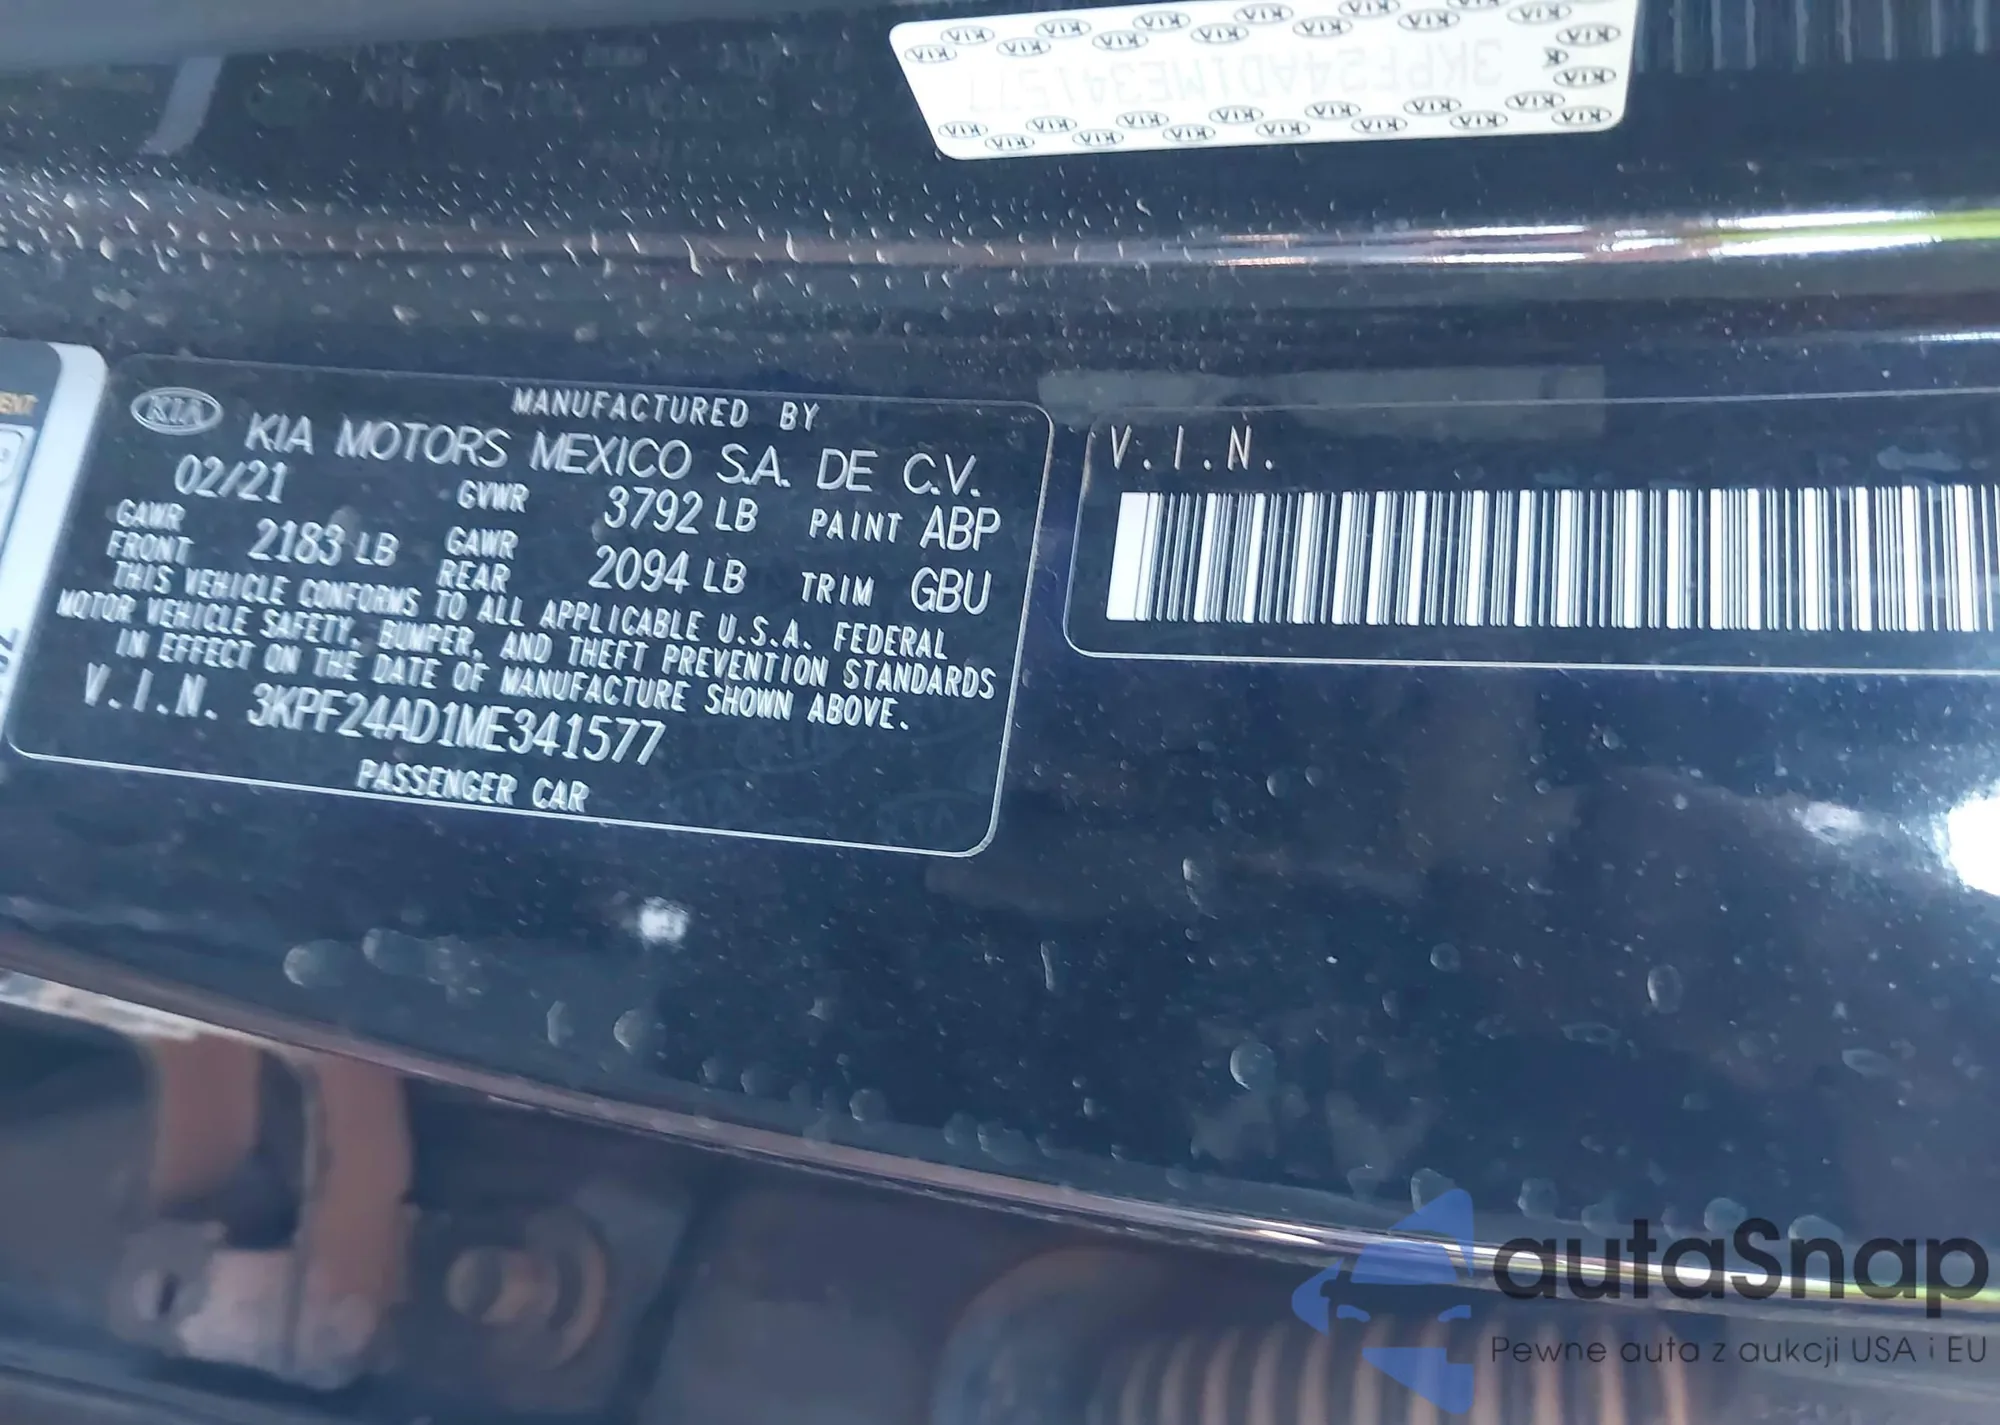 3KPF24AD1ME341577
KIA
MANUFACTURED BY
KIA MOTORS MEXICO S.A. DE C.V.
02/21 GVWR 3792 LB PAINT ABP
GAWR FRONT 2183 LB GAWR REAR 2094 LB TRIM GBU
THIS VEHICLE CONFORMS TO ALL APPLICABLE U.S.A. FEDERAL
MOTOR VEHICLE SAFETY, BUMPER, AND THEFT PREVENTION STANDARDS
IN EFFECT ON THE DATE OF MANUFACTURE SHOWN ABOVE.
V.I.N. 3KPF24AD1ME341577
PASSENGER CAR
V.I.N.
autaSnap
Pewne auta z aukcji USA i EU